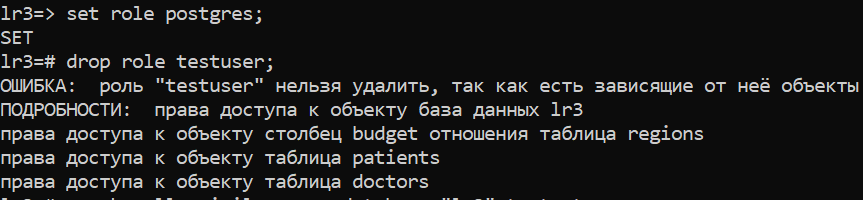 lr3=> set role postgres;
SET
lr3=# drop role testuser;
ОШИБКА:  роль "testuser" нельзя удалить, так как есть зависящие от неё объекты
ПОДРОБНОСТИ:  права доступа к объекту база данных lr3
права доступа к объекту столбец budget отношения таблица regions
права доступа к объекту таблица patients
права доступа к объекту таблица doctors